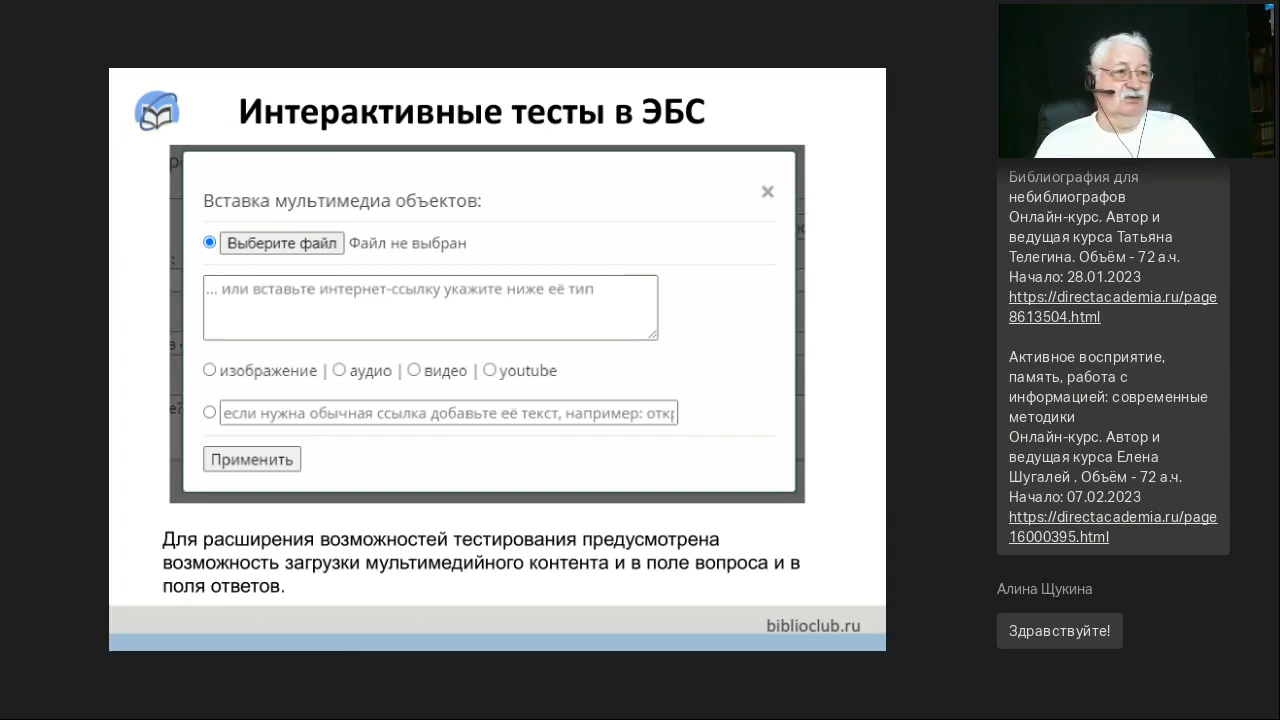 Интерактивные тесты в ЭБС
Вставка мультимедиа объектов:
×
Выберите файл Файл не выбран
... или вставьте интернет-ссылку укажите ниже её тип
изображение | аудио | видео | youtube
если нужна обычная ссылка добавьте её текст, например:
Применить
Для расширения возможностей тестирования предусмотрена
возможность загрузки мультимедийного контента и в поле вопроса и в
поля ответов.
biblioclub.ru
Библиография для
небиблиографов
Онлайн-курс. Автор и
ведущая курса Татьяна
Телегина. Объём - 72 а.ч.
Начало: 28.01.2023
https://directacademia.ru/page
8613504.html
Активное восприятие,
память, работа с
информацией: современные
методики
Онлайн-курс. Автор и
ведущая курса Елена
Шугалей . Объём - 72 а.ч.
Начало: 07.02.2023
https://directacademia.ru/page
16000395.html
Алина Щукина
Здравствуйте!